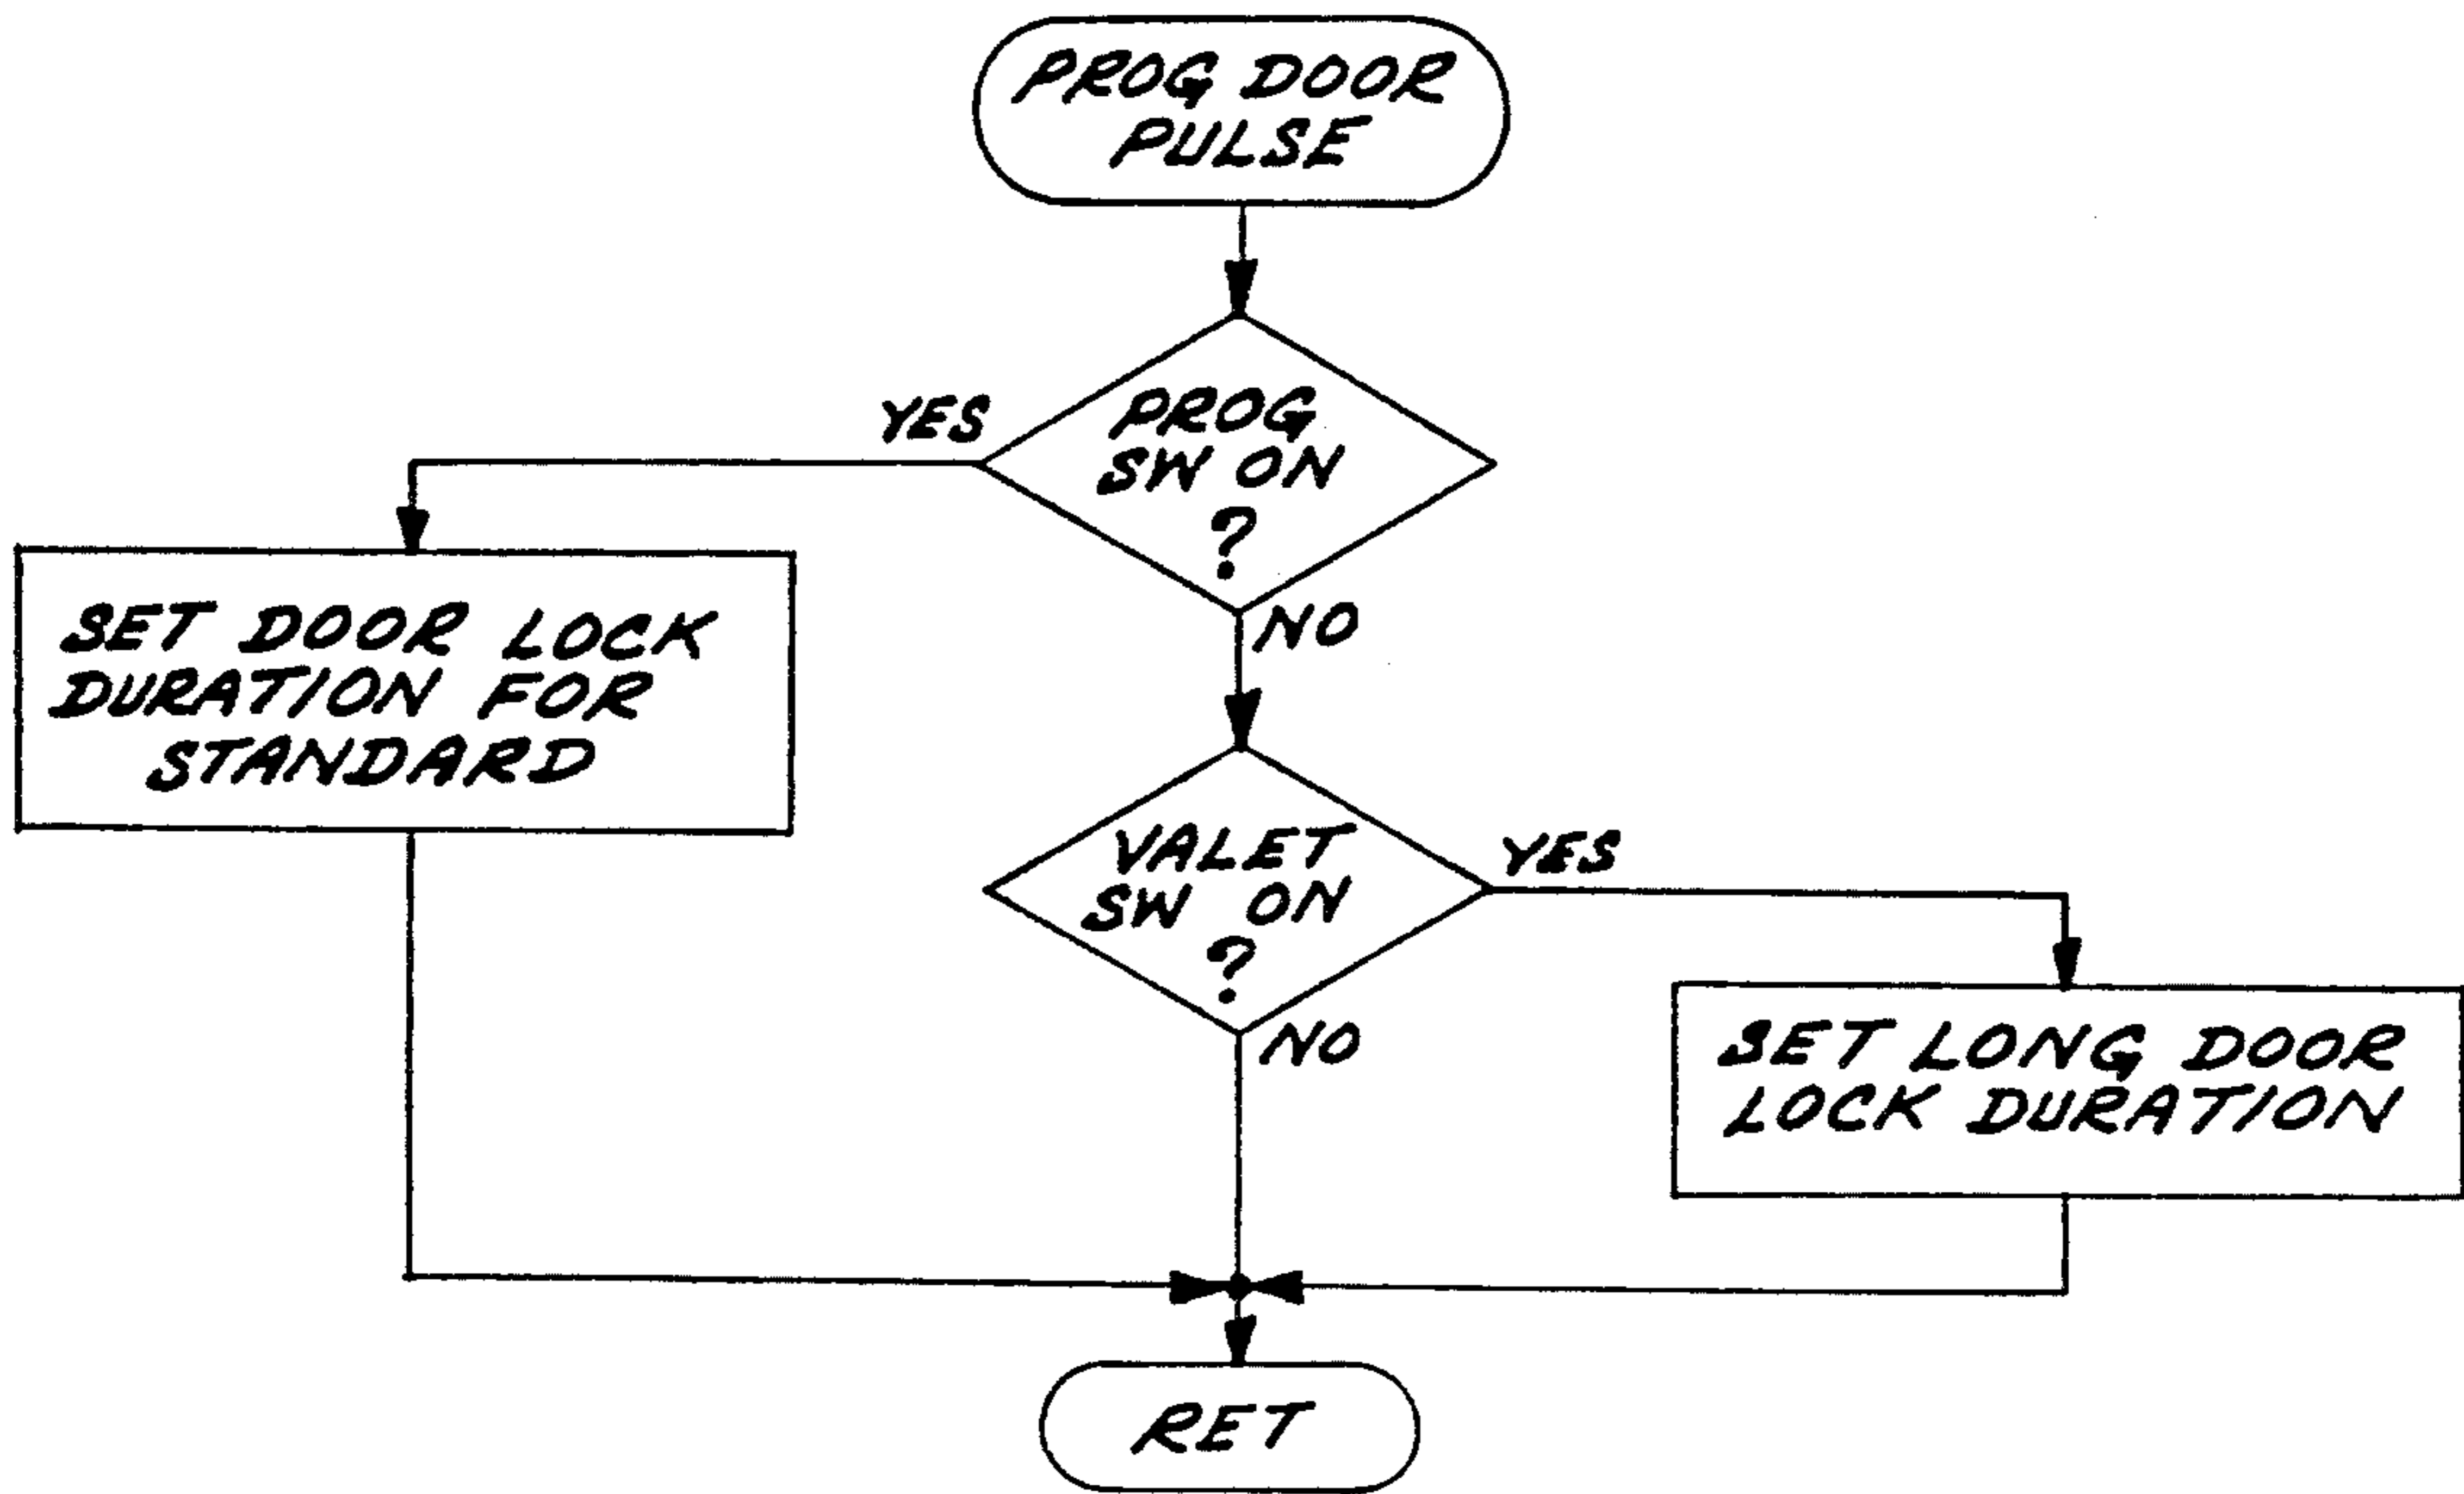 PROG DOOR
PULSE
YES
PROG
SW ON
?
NO
SET DOOR LOCK
DURATION FOR
STANDARD
VALET
SW ON
?
YES
NO
SET LONG DOOR
LOCK DURATION
RET